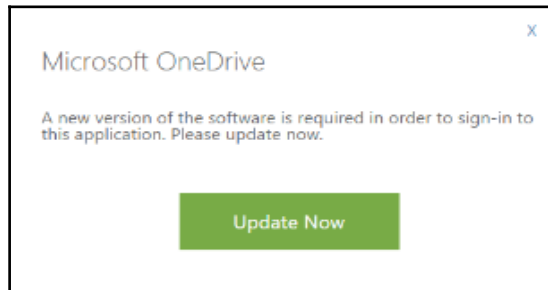 X
Microsoft OneDrive
A new version of the software is required in order to sign-in to
this application. Please update now.
Update Now